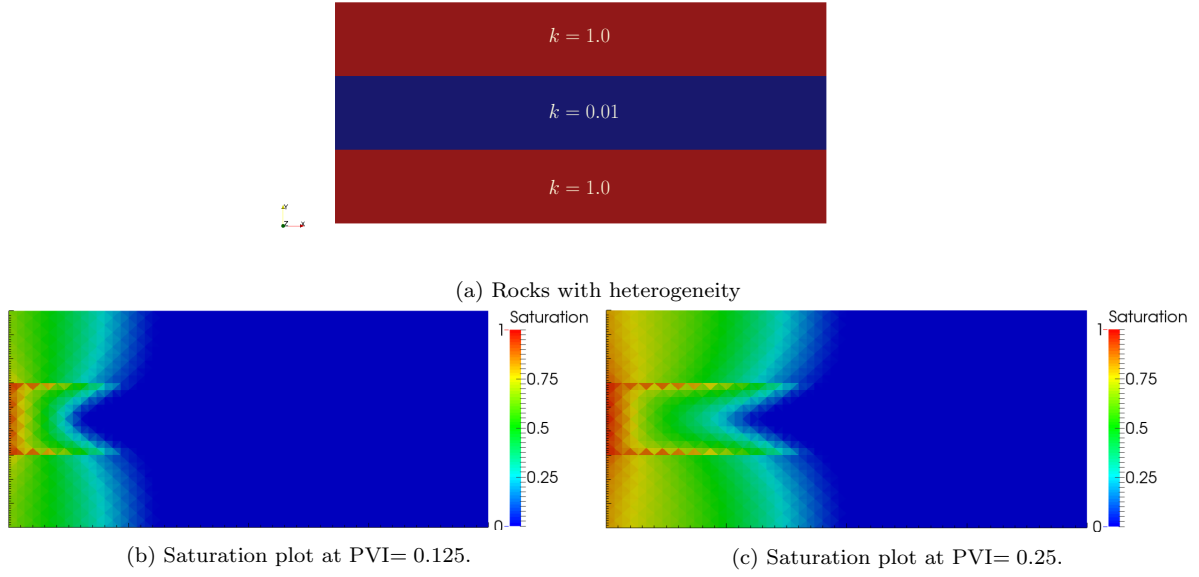 k = 1.0
k = 0.01
k = 1.0
Y
Z
X
(a) Rocks with heterogeneity
Saturation
1
0.75
0.5
0.25
0
Saturation
1
0.75
0.5
0.25
0
(b) Saturation plot at PVI= 0.125.
(c) Saturation plot at PVI= 0.25.